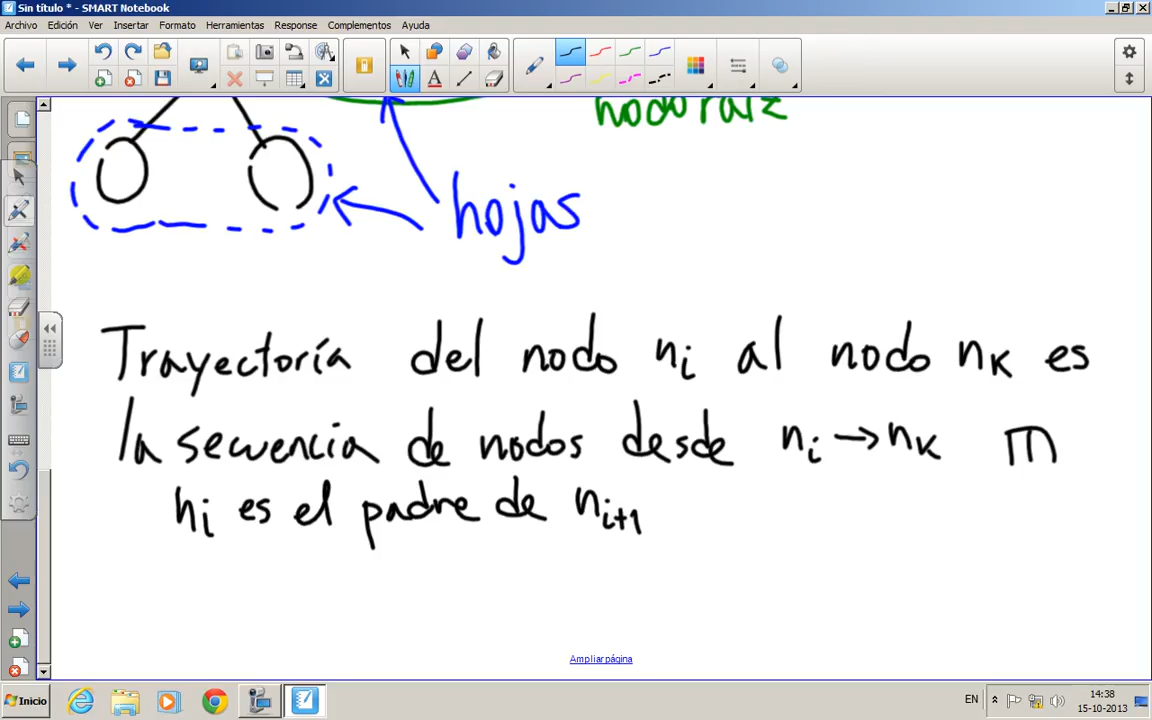 Sin título * - SMART Notebook
Archivo Edición Ver Insertar Formato Herramientas Response Complementos Ayuda
nodo raiz
hojas
Trayectoría del nodo ni al nodo nK es
la secuencia de nodos desde ni → nK m
ni es el padre de ni+1
Ampliar página
Inicio
EN
14:38
15-10-2013